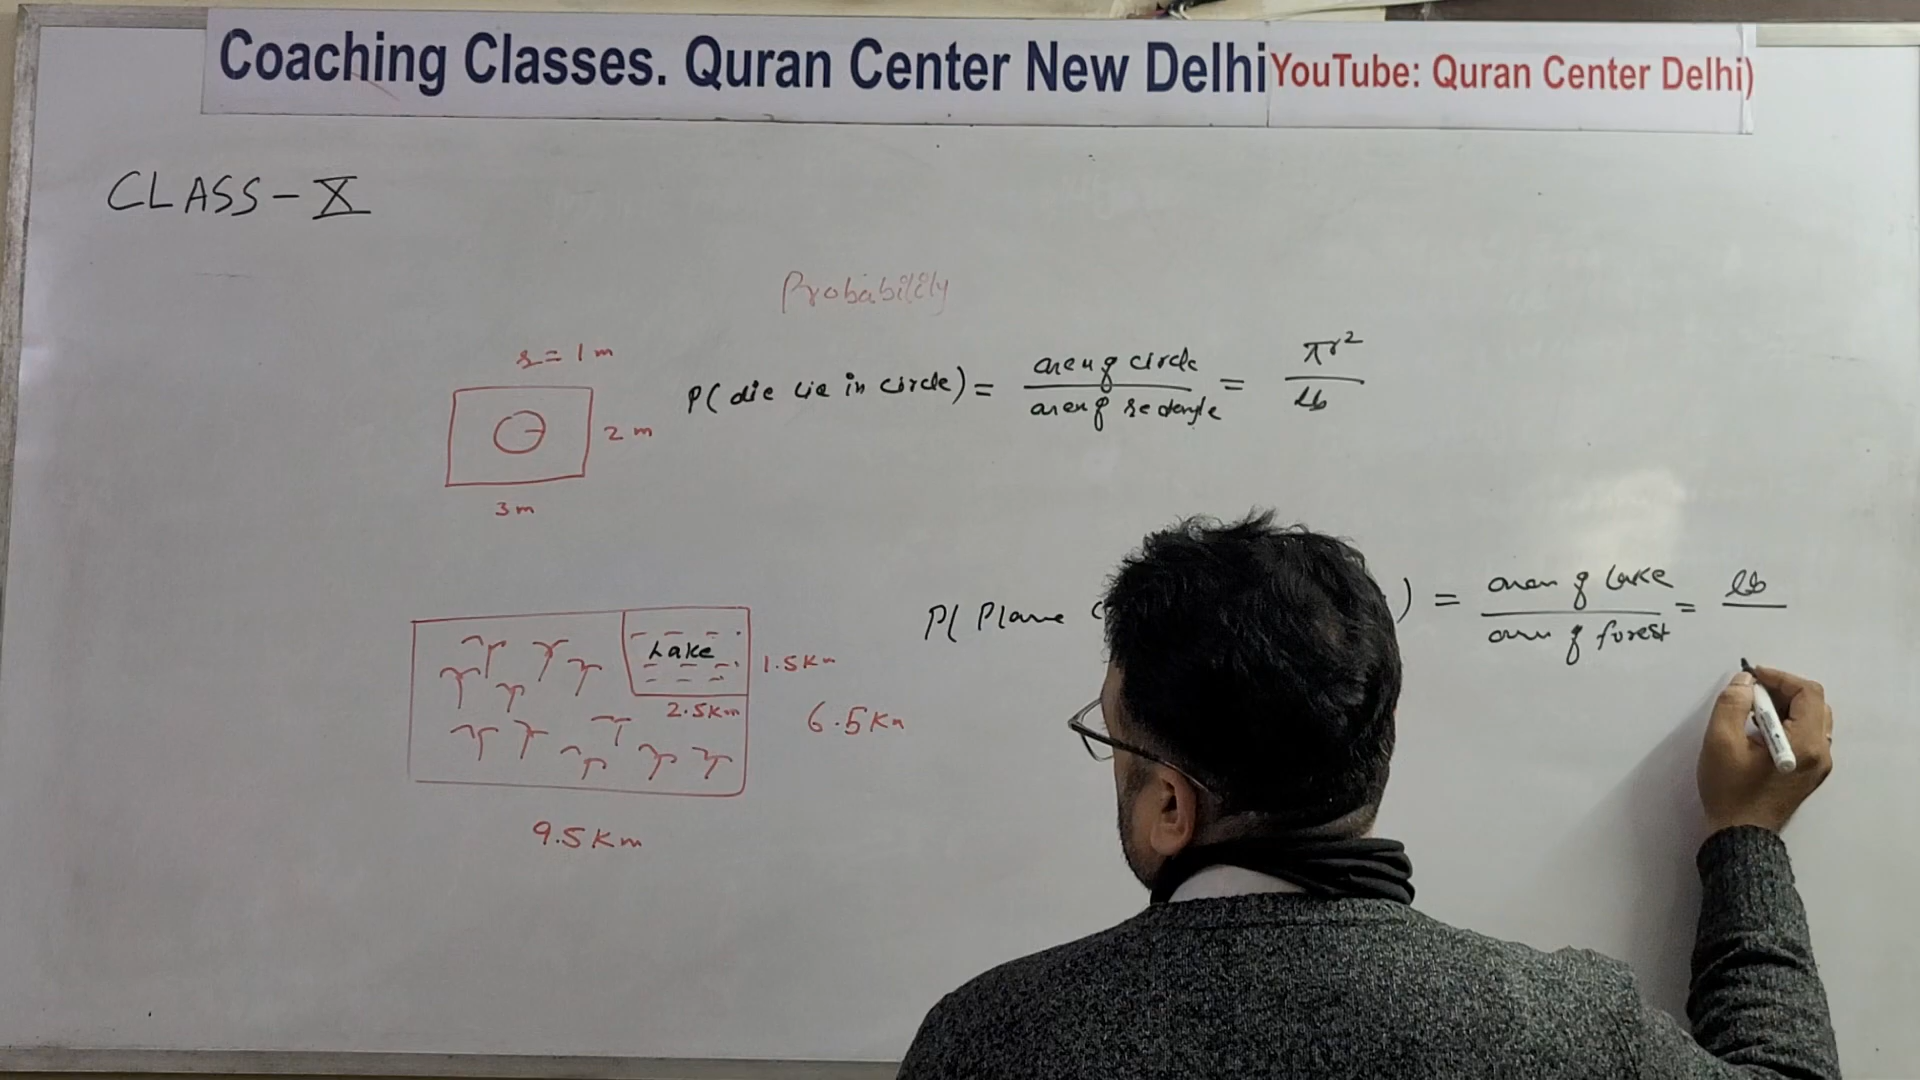 Coaching Classes. Quran Center New Delhi YouTube: Quran Center Delhi)
CLASS - X
Probability
r = 1 m
P( die lie in circle) = area of circle / area of rectangle = πr² / lb
2 m
3 m
P( Plane ) = area of lake / area of forest = lb
Lake
1.5 Km
2.5 Km
6.5 Km
9.5 Km